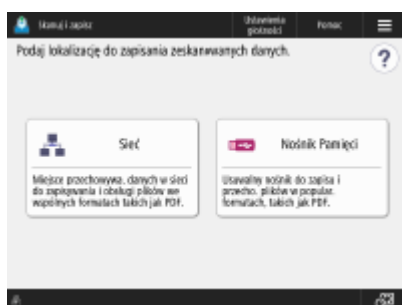 Skanuj i zapisz
Ustawienia
głośności
Pomoc
Podaj lokalizację do zapisania zeskanowanych danych.
?
Sieć
Nośnik Pamięci
Miejsce przechowywa. danych w sieci
do zapisywania i obsługi plików we
wspólnych formatach takich jak PDF.
Usuwalny nośnik do zapisu i
przecho. plików w popular.
formatach, takich jak PDF.